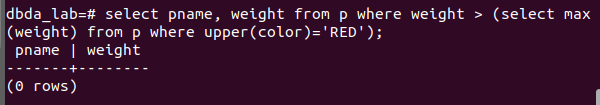 dbda_lab=# select pname, weight from p where weight > (select max
(weight) from p where upper(color)='RED');
 pname | weight
-------+--------
(0 rows)